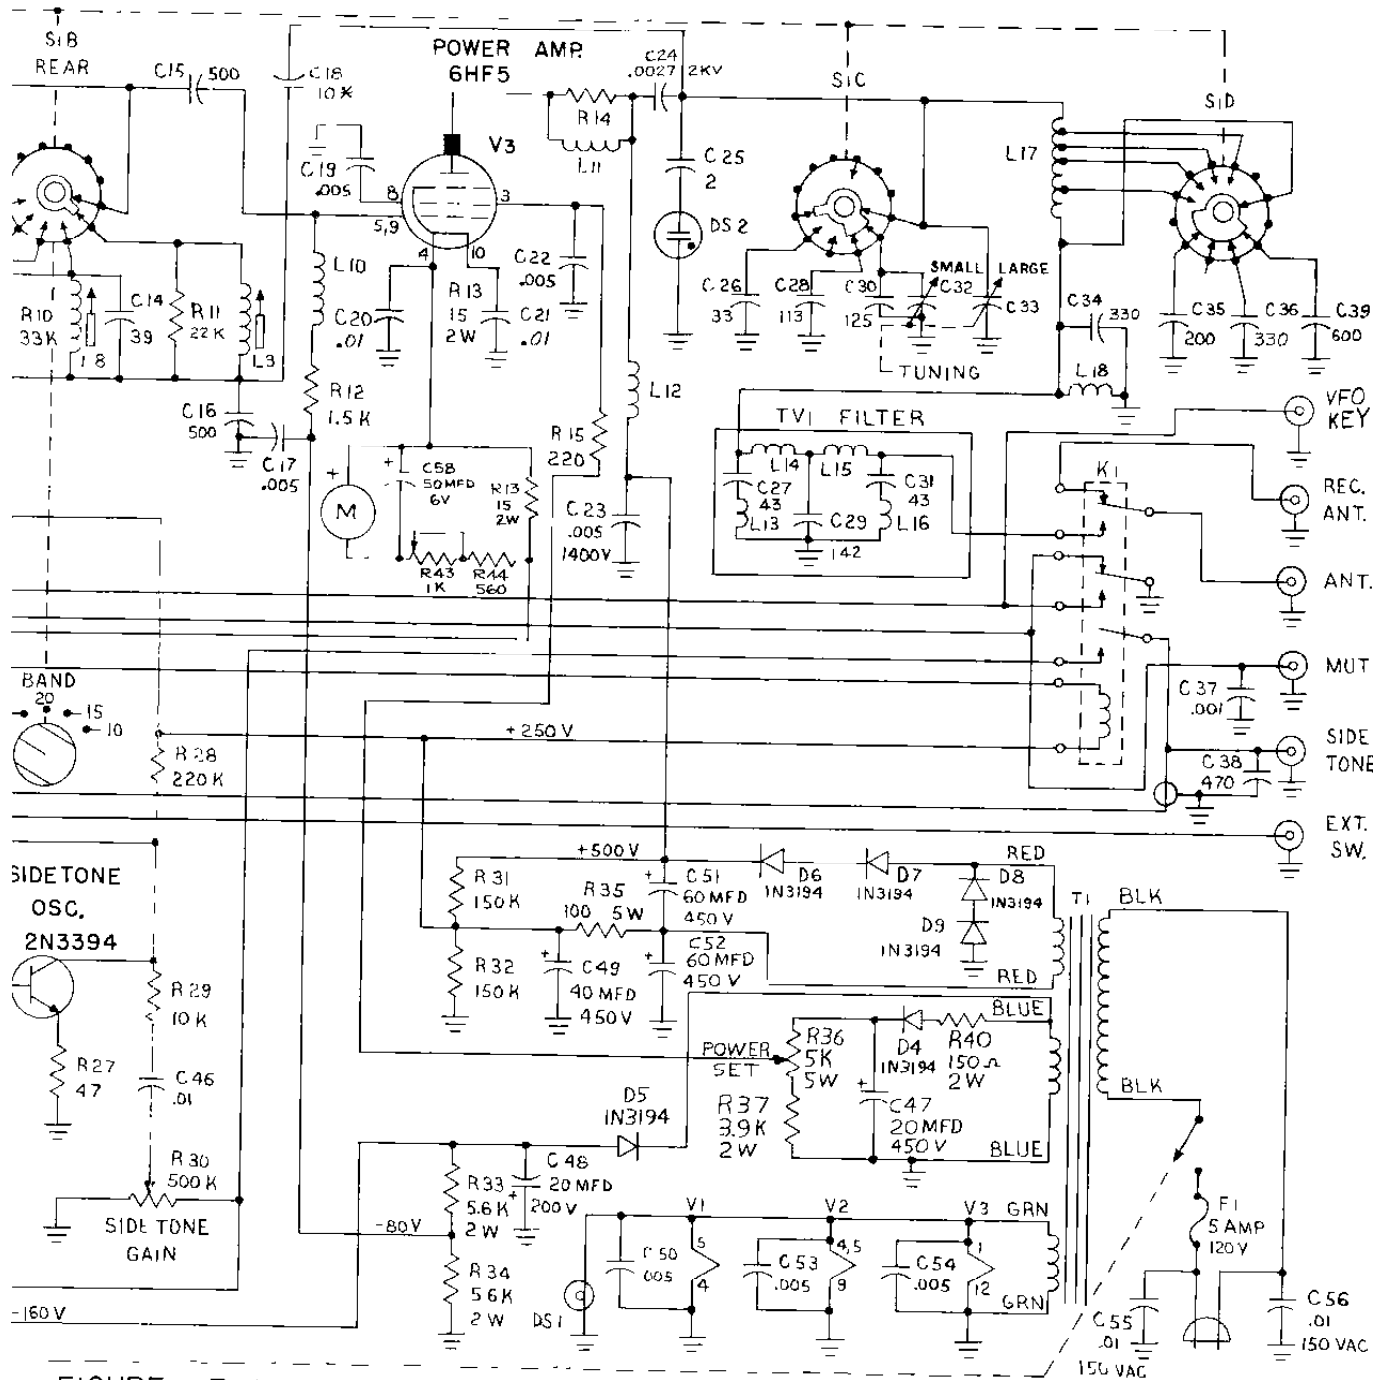 S1B
REAR
C15 500
C18
10K
POWER AMP.
6HF5
C24
.0027 2KV
R14
L11
V3
C19
.005
8
5,9
3
4
10
C25
2
DS2
S1C
S1D
L17
L10
C20
.01
R13
15
2W
C21
.01
C22
.005
C26
33
C28
113
C30
125
SMALL LARGE
C32
C33
TUNING
C34
330
L18
C35
200
C36
330
C39
600
R10
33K
L8
C14
39
R11
22K
L3
C16
500
C17
.005
R12
1.5K
L12
R15
220
TVI FILTER
L14
L15
C27
43
L13
C29
142
C31
43
L16
K1
VFO
KEY
REC.
ANT.
ANT.
MUT
SIDE
TONE
EXT.
SW.
+
M
+
C58
50MFD
6V
R13
15
2W
R43
1K
R44
560
C23
.005
1400V
BAND
20
15
10
+250V
C37
.001
C38
470
R28
220K
SIDETONE
OSC.
2N3394
R27
47
R29
10K
C46
.01
R30
500K
SIDE TONE
GAIN
+500V
R31
150K
R35
100 5W
+
C51
60MFD
450V
D6
1N3194
D7
1N3194
D8
1N3194
D9
1N3194
RED
RED
T1
BLK
BLK
R32
150K
+
C49
40MFD
450V
+
C52
60MFD
450V
BLUE
BLUE
POWER
SET
R36
5K
5W
D4
1N3194
R40
150Ω
2W
R37
3.9K
2W
+
C47
20MFD
450V
D5
1N3194
R33
5.6K
2W
+
C48
20MFD
200V
-80V
R34
56K
2W
-160V
DS1
C50
.005
V1
5
4
C53
.005
V2
4,5
9
C54
.005
V3
1
12
GRN
GRN
F1
5 AMP
120V
C55
.01
150 VAC
C56
.01
150 VAC